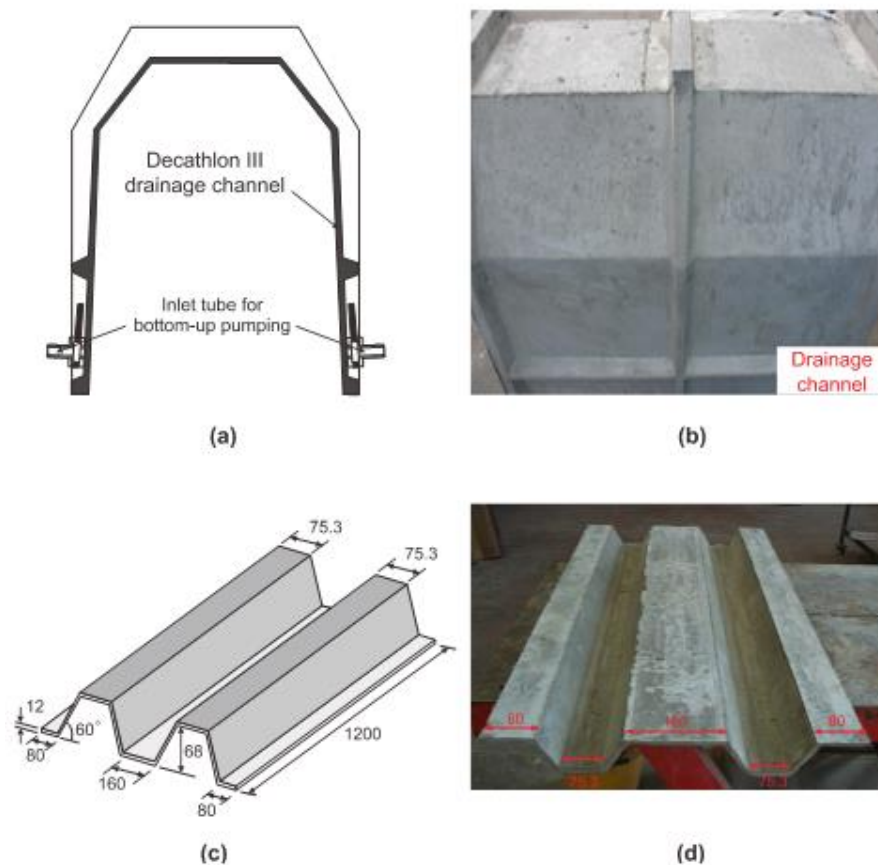 Decathlon III
drainage channel
Inlet tube for
bottom-up pumping
(a)
Drainage
channel
(b)
75.3
75.3
12
60°
80
68
1200
160
80
(c)
80
160
80
(d)